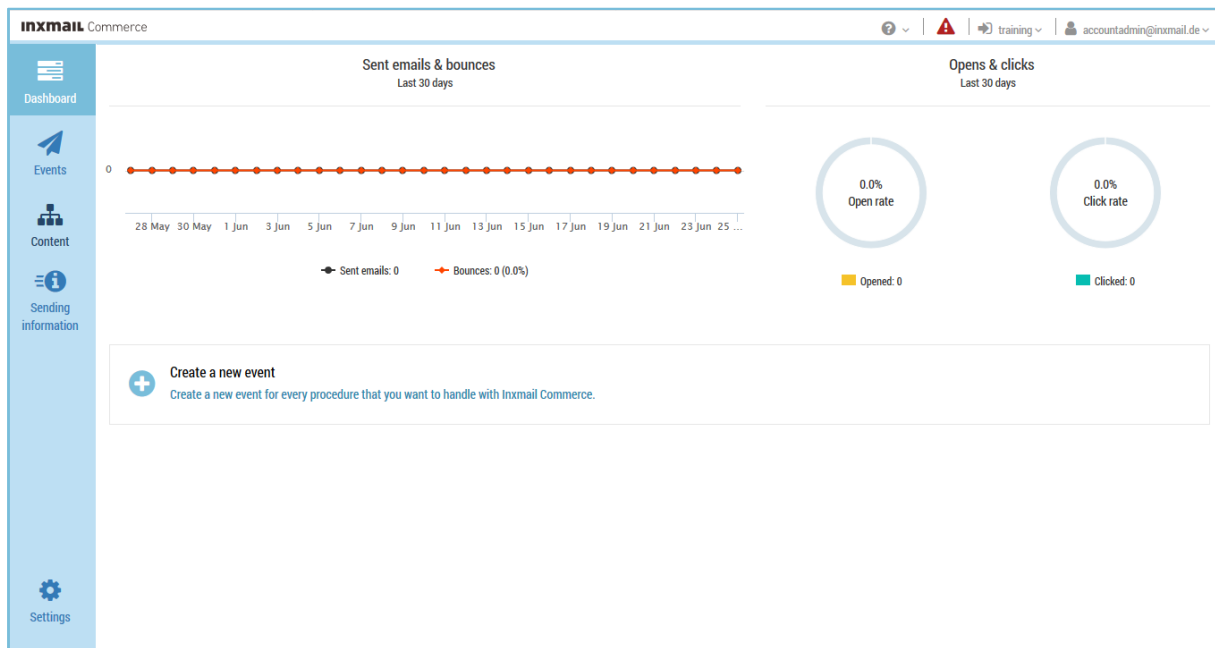 Inxmail Commerce
training
accountadmin@inxmail.de
Dashboard
Events
Content
Sending
information
Settings
Sent emails & bounces
Last 30 days
0
28 May 30 May 1 Jun 3 Jun 5 Jun 7 Jun 9 Jun 11 Jun 13 Jun 15 Jun 17 Jun 19 Jun 21 Jun 23 Jun 25 ...
Sent emails: 0 Bounces: 0 (0.0%)
Opens & clicks
Last 30 days
0.0%
Open rate
0.0%
Click rate
Opened: 0
Clicked: 0
Create a new event
Create a new event for every procedure that you want to handle with Inxmail Commerce.